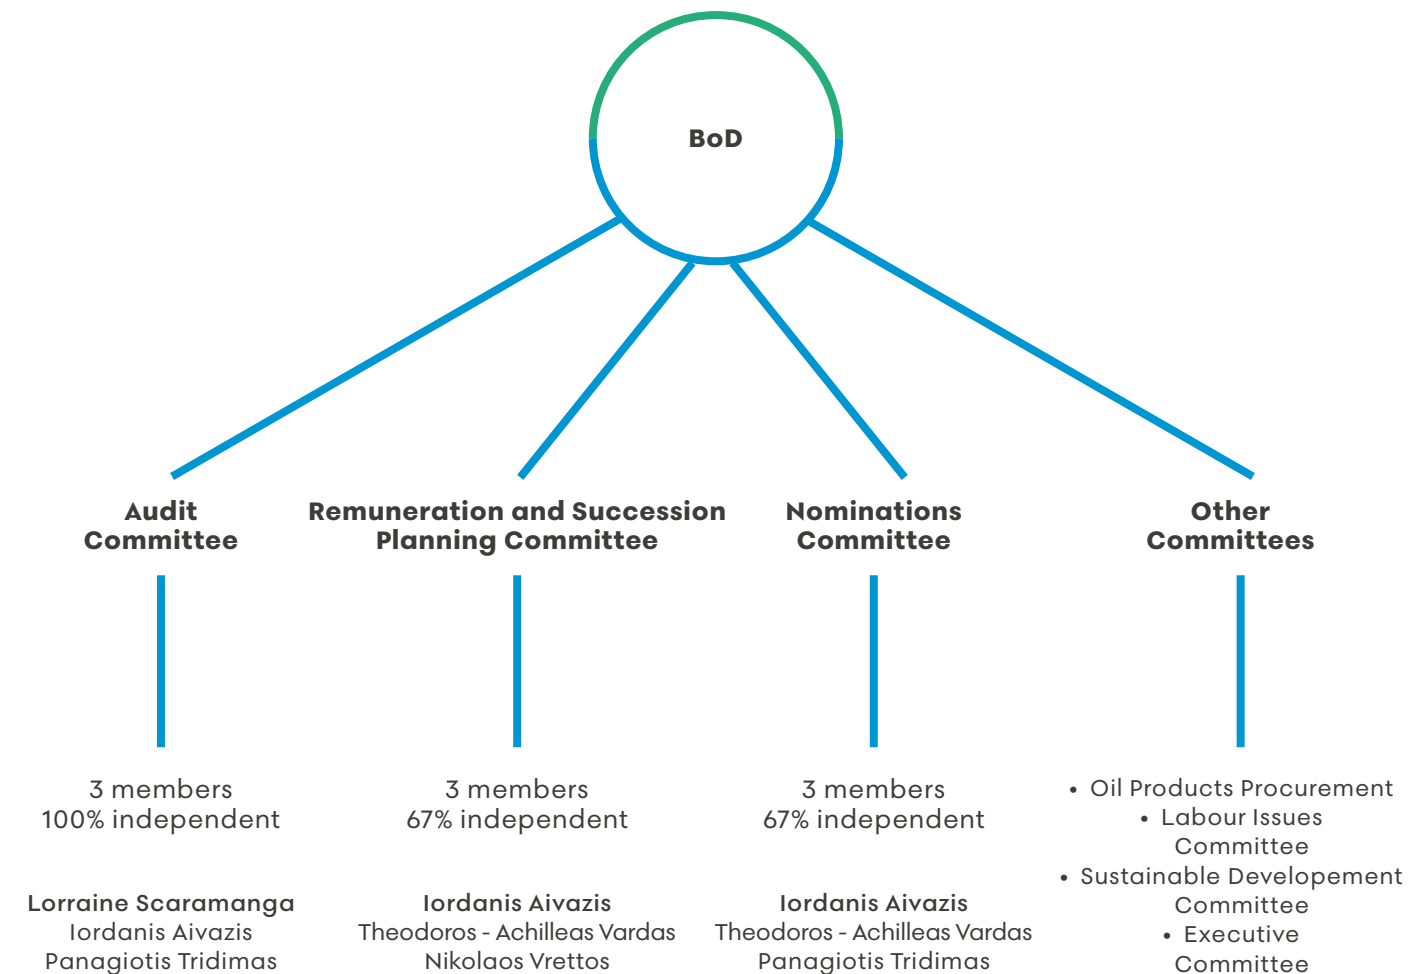 BoD
Audit
Committee
3 members
100% independent
Lorraine Scaramanga
Iordanis Aivazis
Panagiotis Tridimas
Remuneration and Succession
Planning Committee
3 members
67% independent
Iordanis Aivazis
Theodoros - Achilleas Vardas
Nikolaos Vrettos
Nominations
Committee
3 members
67% independent
Iordanis Aivazis
Theodoros - Achilleas Vardas
Panagiotis Tridimas
Other
Committees
• Oil Products Procurement
• Labour Issues
Committee
• Sustainable Developement
Committee
• Executive
Committee